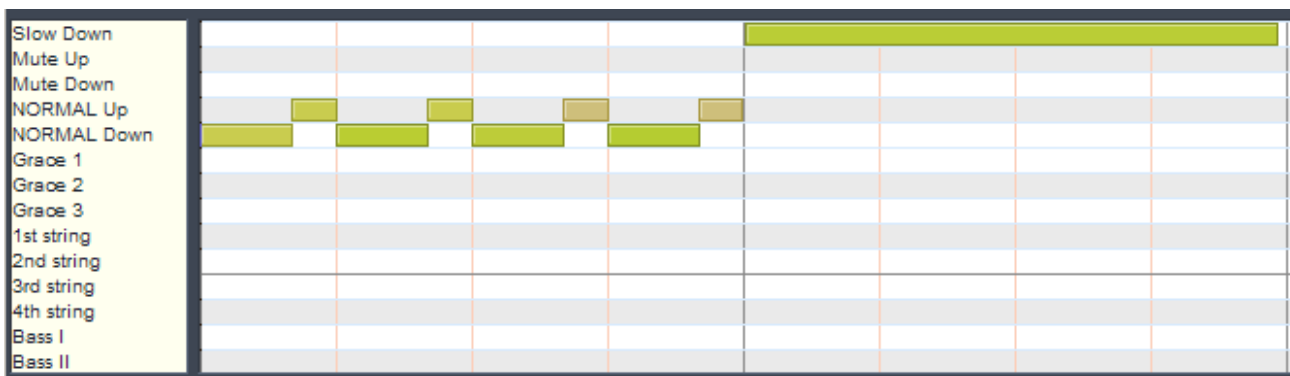 Slow Down
Mute Up
Mute Down
NORMAL Up
NORMAL Down
Grace 1
Grace 2
Grace 3
1st string
2nd string
3rd string
4th string
Bass I
Bass II